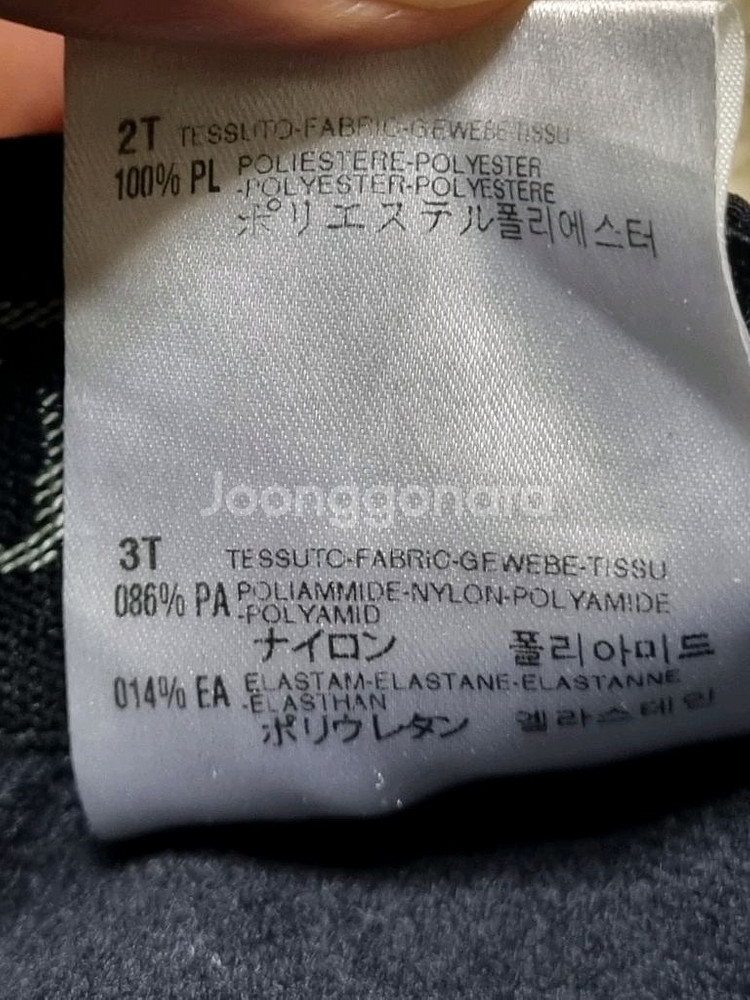 2T TESSUTO-FABRIC-GEWEBE-TISSU
100% PL POLIESTERE-POLYESTER
-POLYESTER-POLYESTERE
ポリエステル폴리에스터
Joonggonara
3T TESSUTO-FABRiC-GEWEBE-TISSU
086% PA POLIAMMIDE-NYLON-POLYAMIDE
-POLYAMID
ナイロン 폴리아미드
014% EA ELASTAM-ELASTANE-ELASTANNE
-ELASTHAN
ポリウレタン 엘라스테인